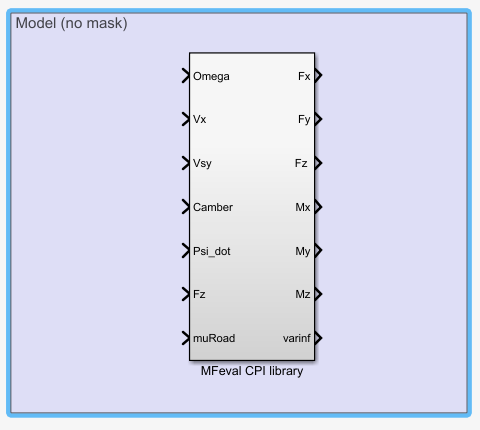 Model (no mask)
Omega Fx
Vx Fy
Vsy Fz
Camber Mx
Psi_dot My
Fz Mz
muRoad varinf
MFeval CPI library